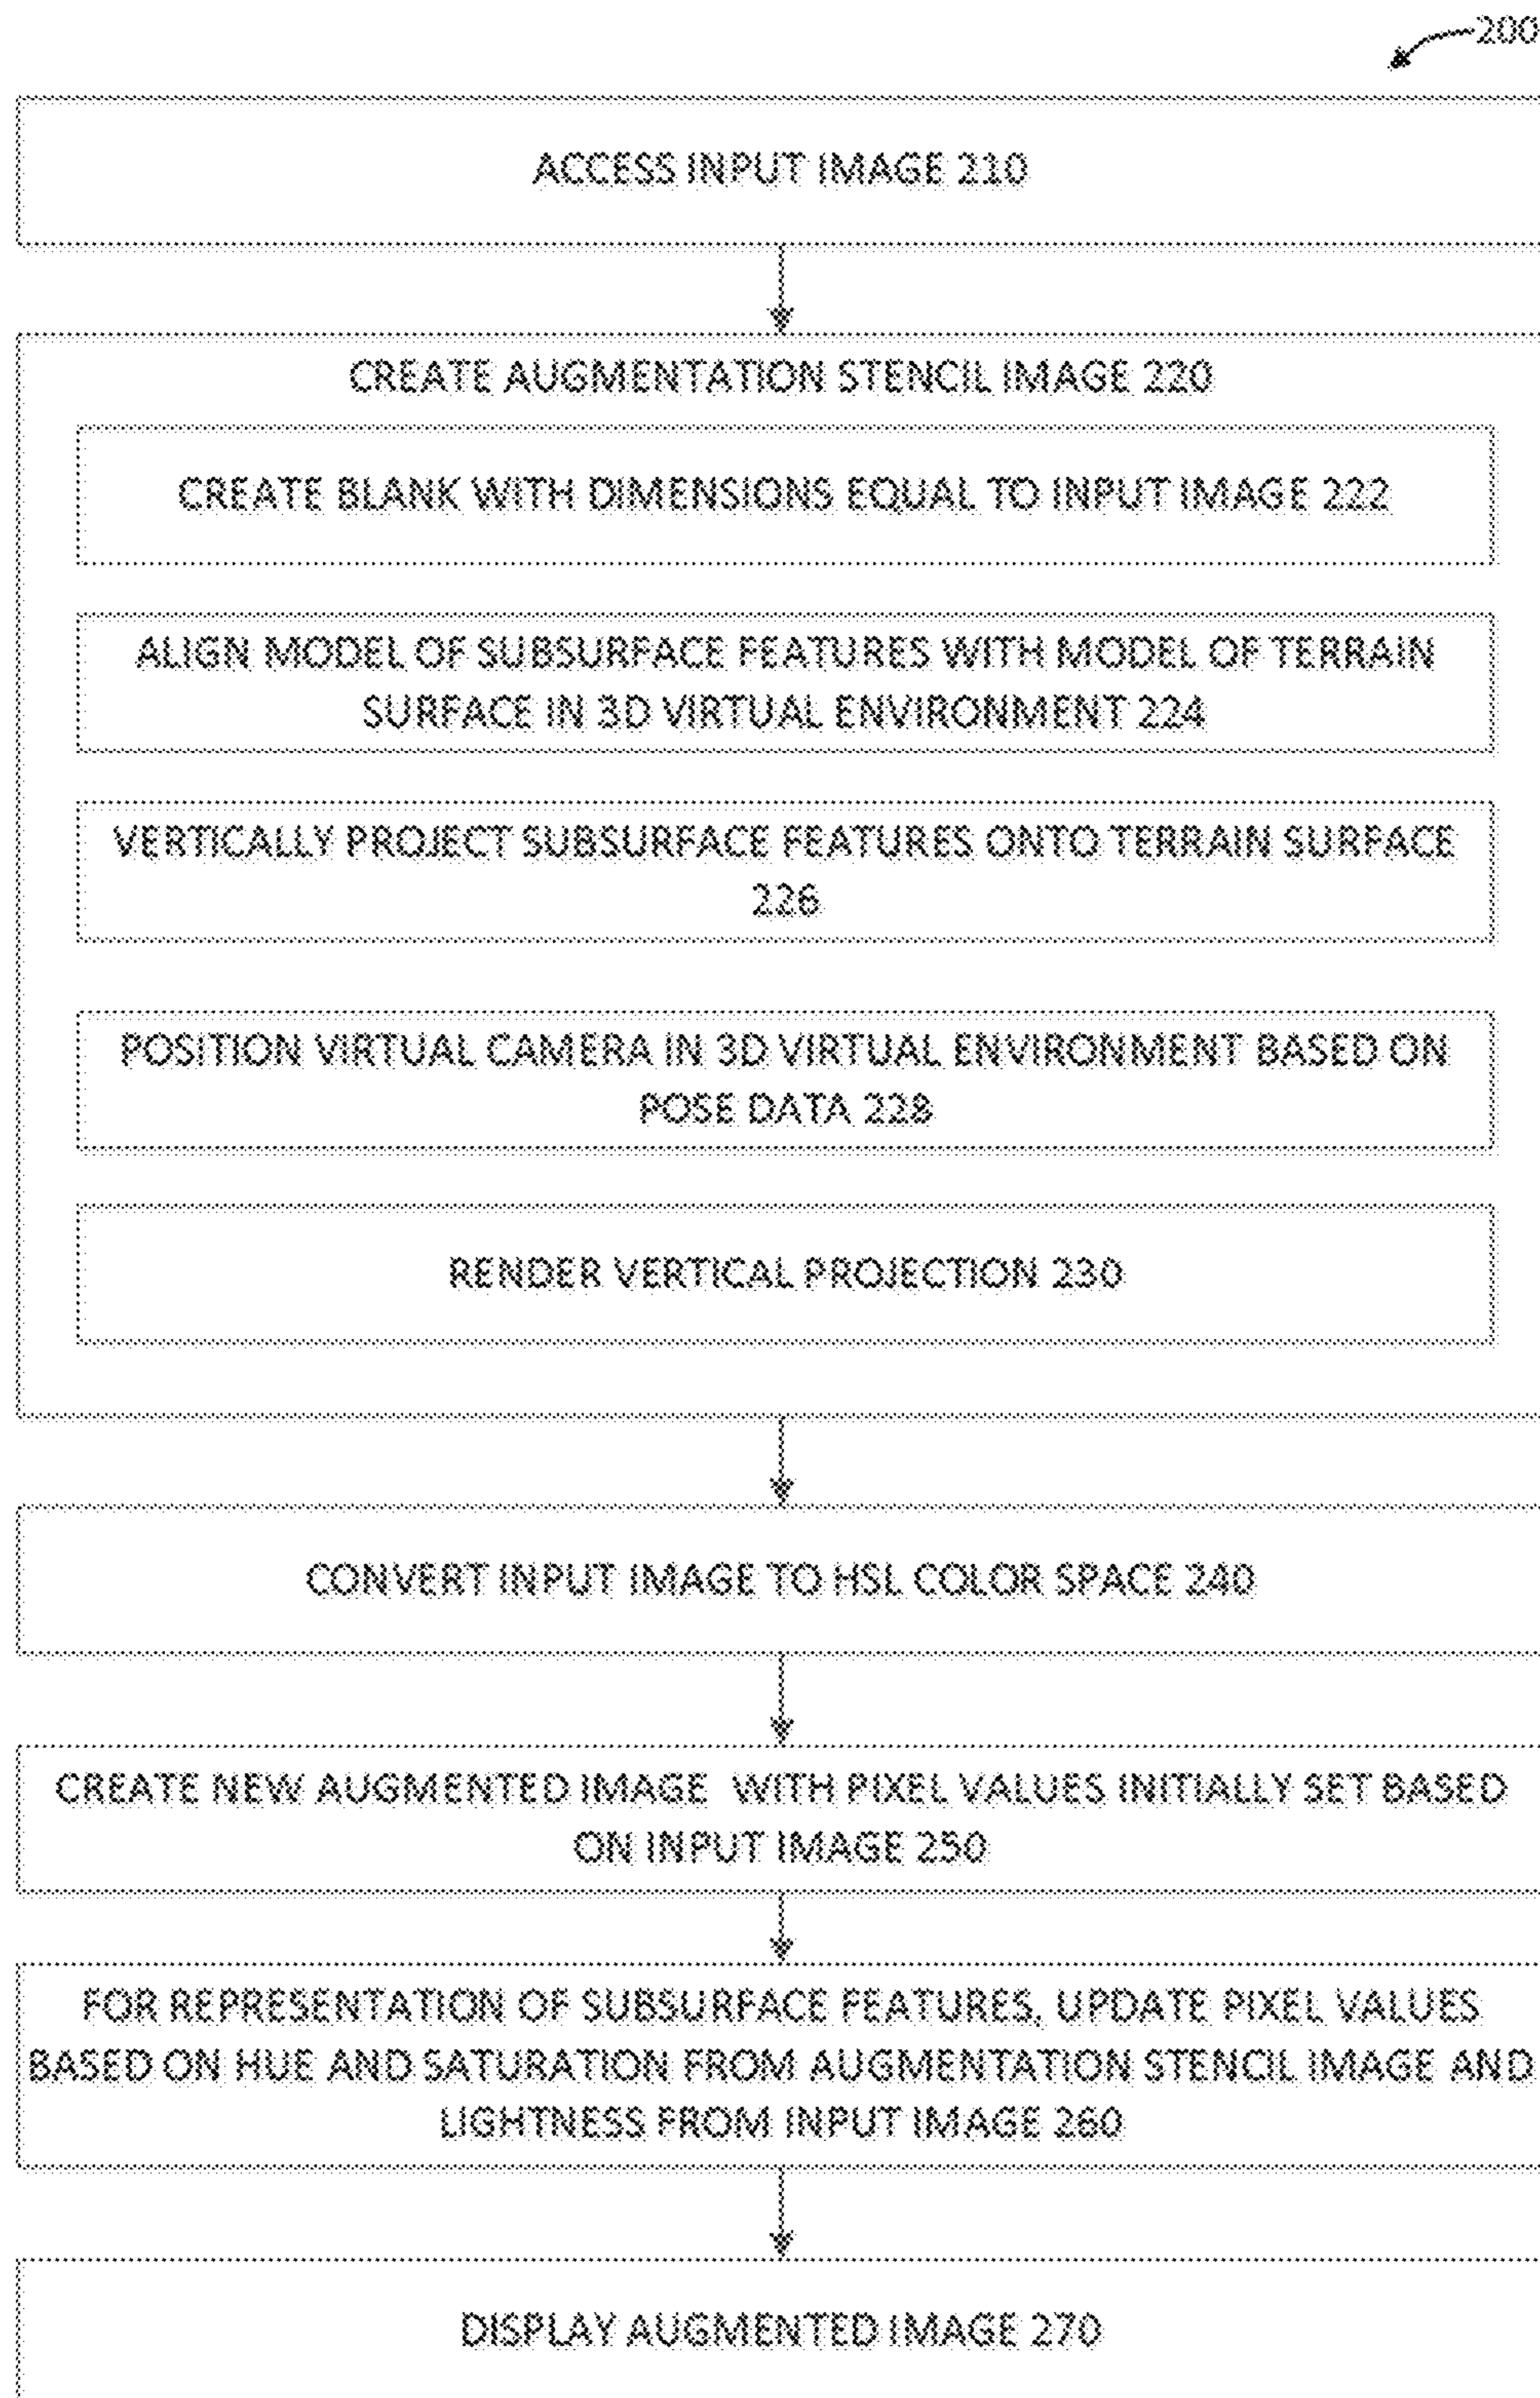 200
ACCESS INPUT IMAGE 210
CREATE AUGMENTATION STENCIL IMAGE 220
CREATE BLANK WITH DIMENSIONS EQUAL TO INPUT IMAGE 222
ALIGN MODEL OF SUBSURFACE FEATURES WITH MODEL OF TERRAIN
SURFACE IN 3D VIRTUAL ENVIRONMENT 224
VERTICALLY PROJECT SUBSURFACE FEATURES ONTO TERRAIN SURFACE
226
POSITION VIRTUAL CAMERA IN 3D VIRTUAL ENVIRONMENT BASED ON
POSE DATA 228
RENDER VERTICAL PROJECTION 230
CONVERT INPUT IMAGE TO HSL COLOR SPACE 240
CREATE NEW AUGMENTED IMAGE WITH PIXEL VALUES INITIALLY SET BASED
ON INPUT IMAGE 250
FOR REPRESENTATION OF SUBSURFACE FEATURES, UPDATE PIXEL VALUES
BASED ON HUE AND SATURATION FROM AUGMENTATION STENCIL IMAGE AND
LIGHTNESS FROM INPUT IMAGE 260
DISPLAY AUGMENTED IMAGE 270